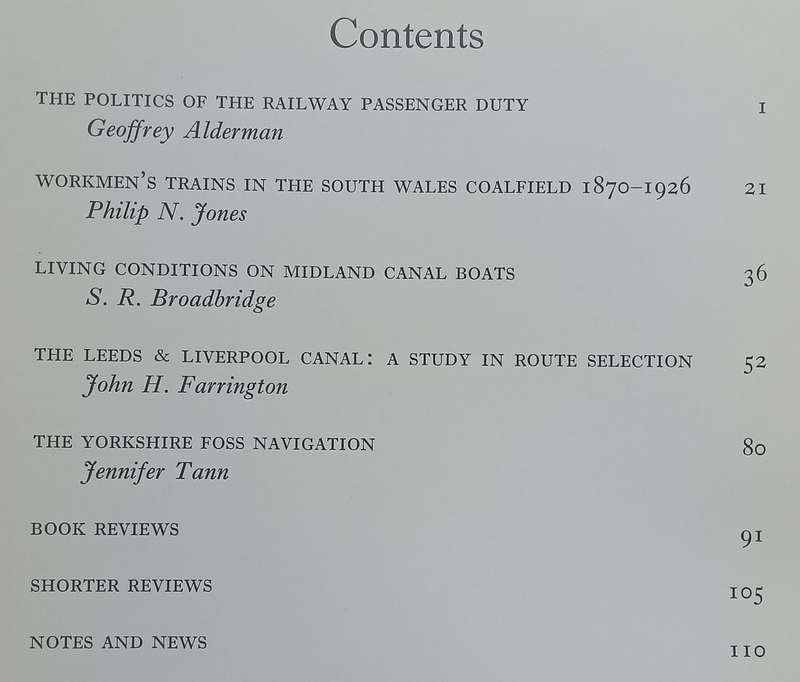 Contents
THE POLITICS OF THE RAILWAY PASSENGER DUTY 1
Geoffrey Alderman
WORKMEN'S TRAINS IN THE SOUTH WALES COALFIELD 1870–1926 21
Philip N. Jones
LIVING CONDITIONS ON MIDLAND CANAL BOATS 36
S. R. Broadbridge
THE LEEDS & LIVERPOOL CANAL: A STUDY IN ROUTE SELECTION 52
John H. Farrington
THE YORKSHIRE FOSS NAVIGATION 80
Jennifer Tann
BOOK REVIEWS 91
SHORTER REVIEWS 105
NOTES AND NEWS 110